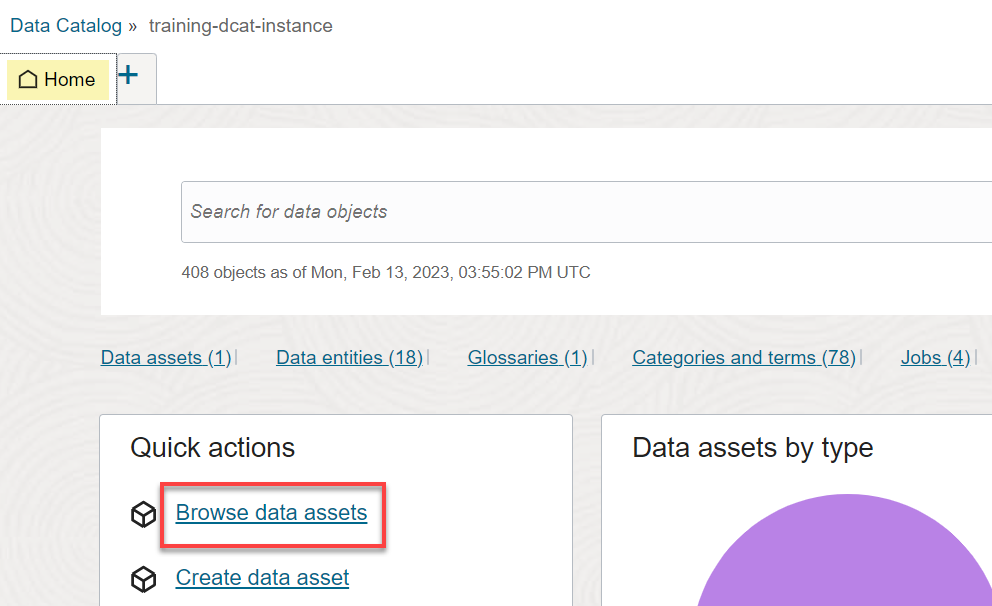 Data Catalog » training-dcat-instance
Home +
Search for data objects
408 objects as of Mon, Feb 13, 2023, 03:55:02 PM UTC
Data assets (1) | Data entities (18) | Glossaries (1) | Categories and terms (78) | Jobs (4) |
Quick actions
Browse data assets
Create data asset
Data assets by type